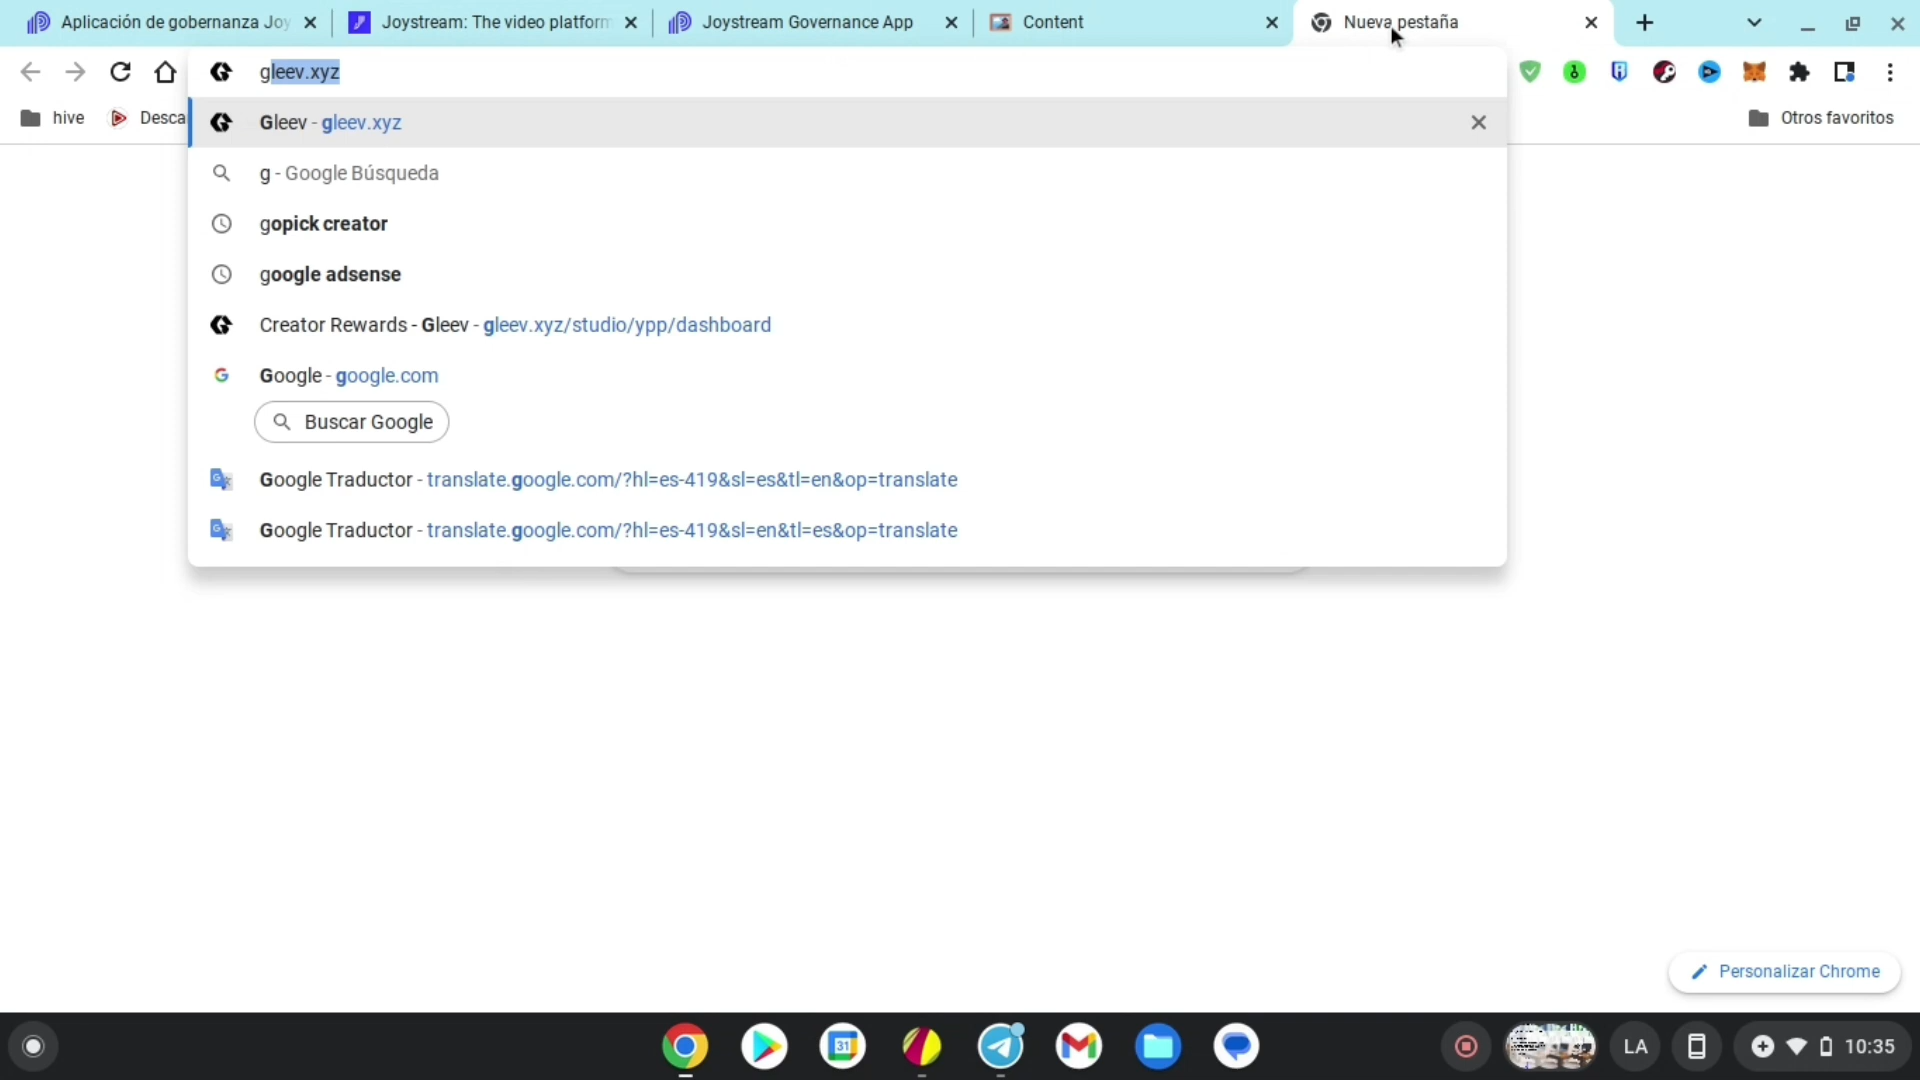 Aplicación de gobernanza Joy
Joystream: The video platform
Joystream Governance App
Content
Nueva pestaña
gleev.xyz
hive
Desca
Otros favoritos
Gleev - gleev.xyz
g - Google Búsqueda
gopick creator
google adsense
Creator Rewards - Gleev - gleev.xyz/studio/ypp/dashboard
Google - google.com
Buscar Google
Google Traductor - translate.google.com/?hl=es-419&sl=es&tl=en&op=translate
Google Traductor - translate.google.com/?hl=es-419&sl=en&tl=es&op=translate
Personalizar Chrome
31
LA
10:35